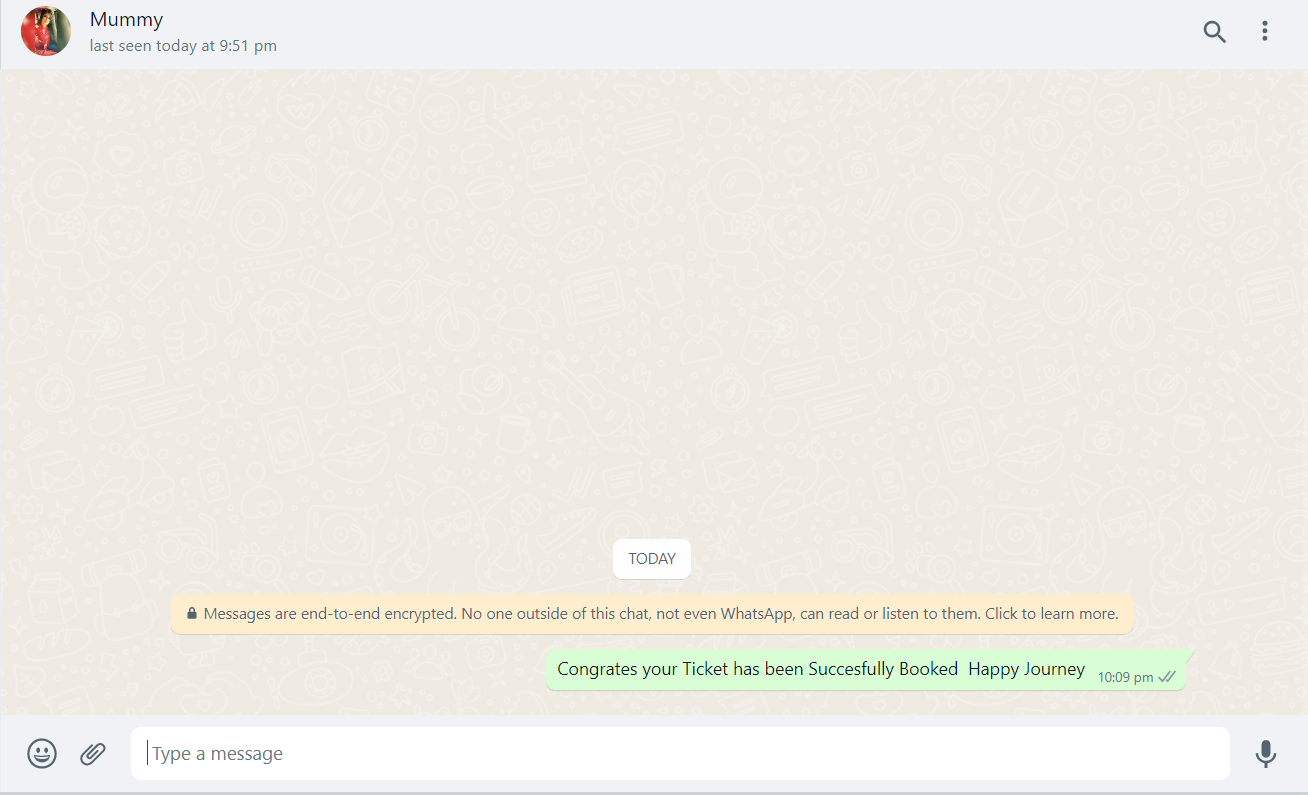 Mummy
last seen today at 9:51 pm
TODAY
Messages are end-to-end encrypted. No one outside of this chat, not even WhatsApp, can read or listen to them. Click to learn more.
Congrates your Ticket has been Succesfully Booked  Happy Journey
10:09 pm
Type a message